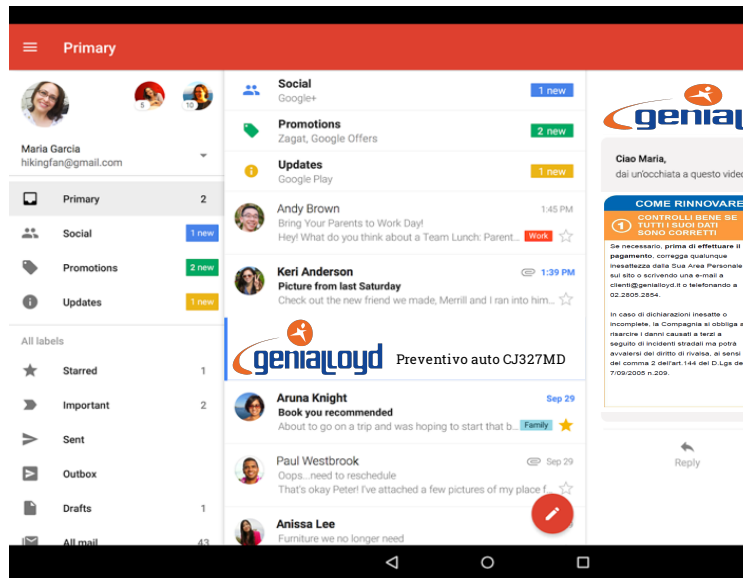 Primary
5
10
Maria Garcia
hikingfan@gmail.com
Primary 2
Social 1 new
Promotions 2 new
Updates 1 new
All labels
Starred 1
Important 2
Sent
Outbox
Drafts 1
All mail 43
Social
Google+
1 new
Promotions
Zagat, Google Offers
2 new
Updates
Google Play
1 new
Andy Brown 1:45 PM
Bring Your Parents to Work Day!
Hey! What do you think about a Team Lunch: Parent... Work
Keri Anderson 1:39 PM
Picture from last Saturday
Check out the new friend we made, Merrill and I ran into him...
genialloyd Preventivo auto CJ327MD
Aruna Knight Sep 29
Book you recommended
About to go on a trip and was hoping to start that b... Family
Paul Westbrook Sep 29
Oops...need to reschedule
That's okay Peter! I've attached a few pictures of my place f...
Anissa Lee
Furniture we no longer need
genial
Ciao Maria,
dai un'occhiata a questo video
COME RINNOVARE
1 CONTROLLI BENE SE
TUTTI I SUOI DATI
SONO CORRETTI
Se necessario, prima di effettuare il
pagamento, corregga qualunque
inesattezza dalla Sua Area Personale
sul sito o scrivendo una e-mail a
clienti@genialloyd.it o telefonando a
02.2805.2854.
In caso di dichiarazioni inesatte o
incomplete, la Compagnia si obbliga a
risarcire i danni causati a terzi a
seguito di incidenti stradali ma potrà
avvalersi del diritto di rivalsa, ai sensi
del comma 2 dell'art.144 del D.Lgs de
7/09/2005 n.209.
Reply